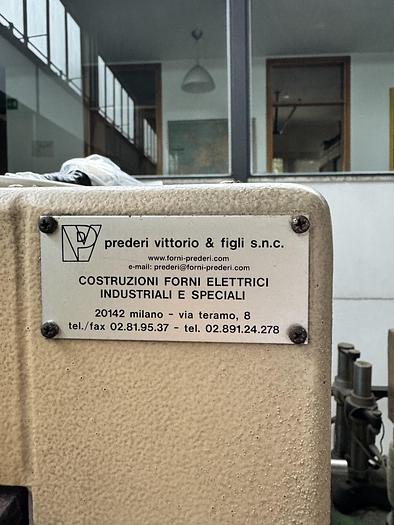 prederi vittorio & figli s.n.c.
www.forni-prederi.com
e-mail: prederi@forni-prederi.com
COSTRUZIONI FORNI ELETTRICI
INDUSTRIALI E SPECIALI
20142 milano - via teramo, 8
tel./fax 02.81.95.37 - tel. 02.891.24.278